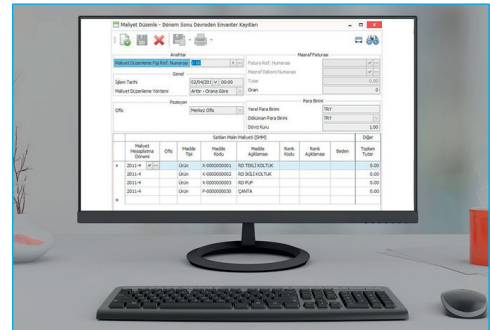 Maliyet Düzenle - Dönem Sonu Devreden Envanter Kayıtları
Anahtar
Masraf Faturası
Maliyet Düzenleme Fişi Ref. Numarası
Fatura Ref. Numarası
Genel
Masraf Dekont Numarası
İşlem Tarihi 02/04/2011 00:00
Tutar 0.00
Maliyet Düzenleme Yöntemi Arttır - Orana Göre
Oran 0
Pozisyon
Para Birimi
Ofis Merkez Ofis
Yerel Para Birimi TRY
Döküman Para Birimi TRY
Döviz Kuru 1.00
Satılan Malın Maliyeti (SMM) Diğer
Maliyet Hesaplatma Dönemi Ofis Madde Tipi Madde Kodu Madde Açıklaması Renk Kodu Renk Açıklaması Beden Toplam Tutar
2011-4 Ürün X-0000000001 RD TEKLİ KOLTUK 0.00
2011-4 Ürün X-0000000002 RD İKİLİ KOLTUK 0.00
2011-4 Ürün X-0000000003 RD PUF 0.00
2011-4 Ürün P-0000000030 ÇANTA 0.00